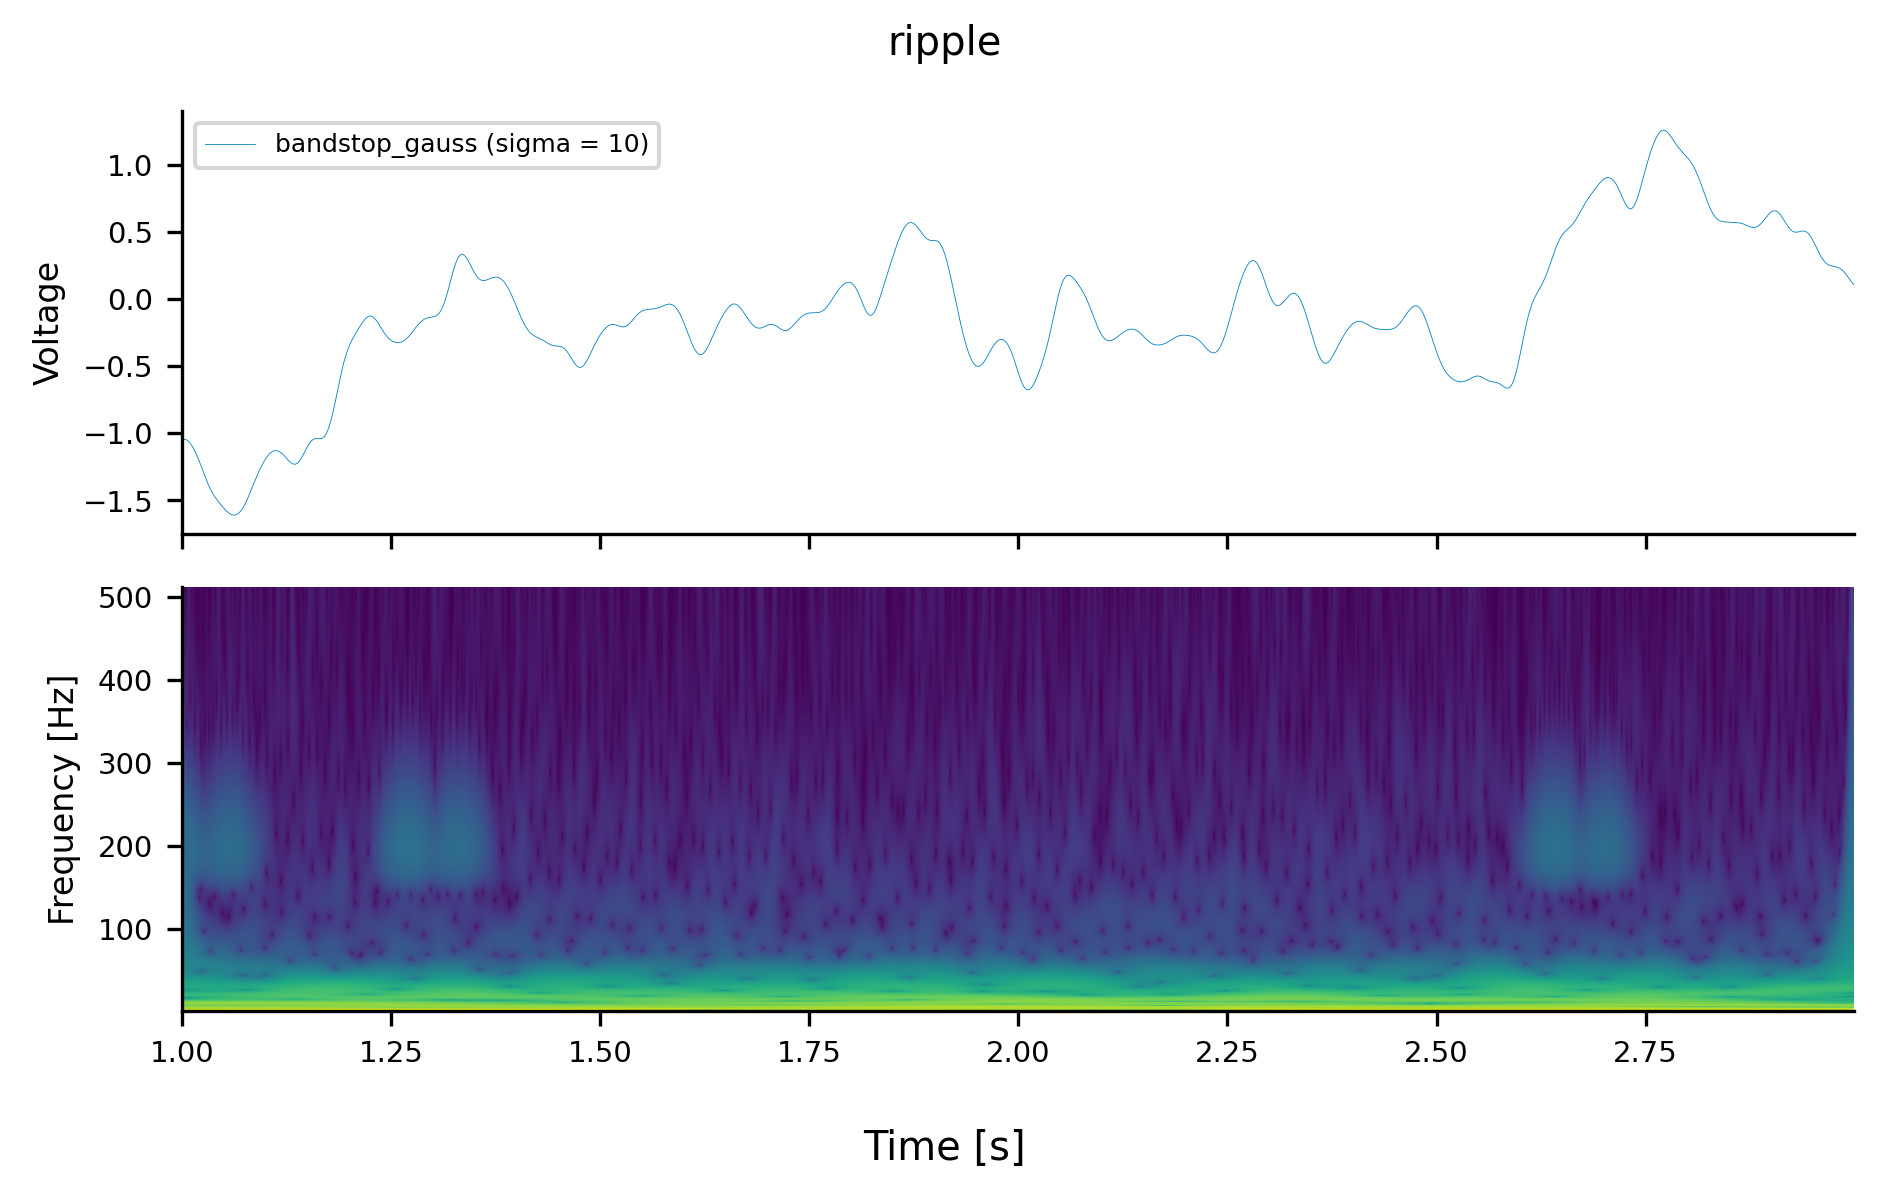 ripple
bandstop_gauss (sigma = 10)
Voltage
1.0
0.5
0.0
−0.5
−1.0
−1.5
Frequency [Hz]
500
400
300
200
100
1.00 1.25 1.50 1.75 2.00 2.25 2.50 2.75
Time [s]